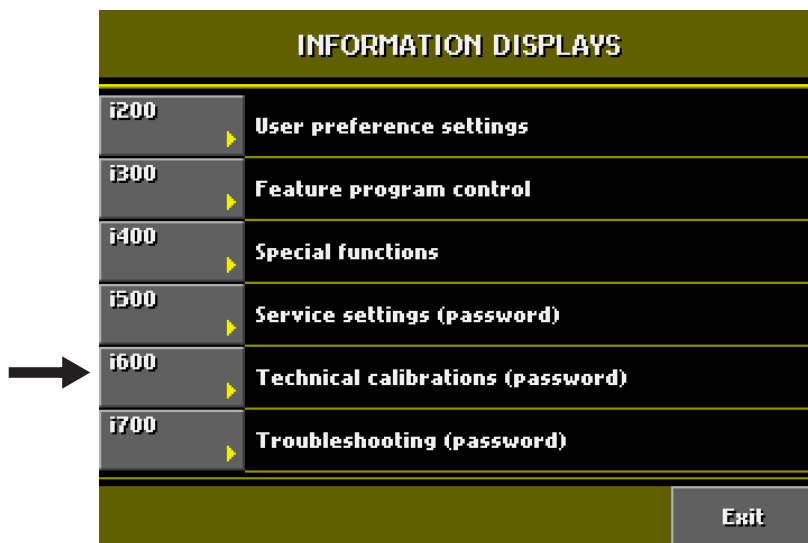 INFORMATION DISPLAYS
i200
User preference settings
i300
Feature program control
i400
Special functions
i500
Service settings (password)
i600
Technical calibrations (password)
i700
Troubleshooting (password)
Exit